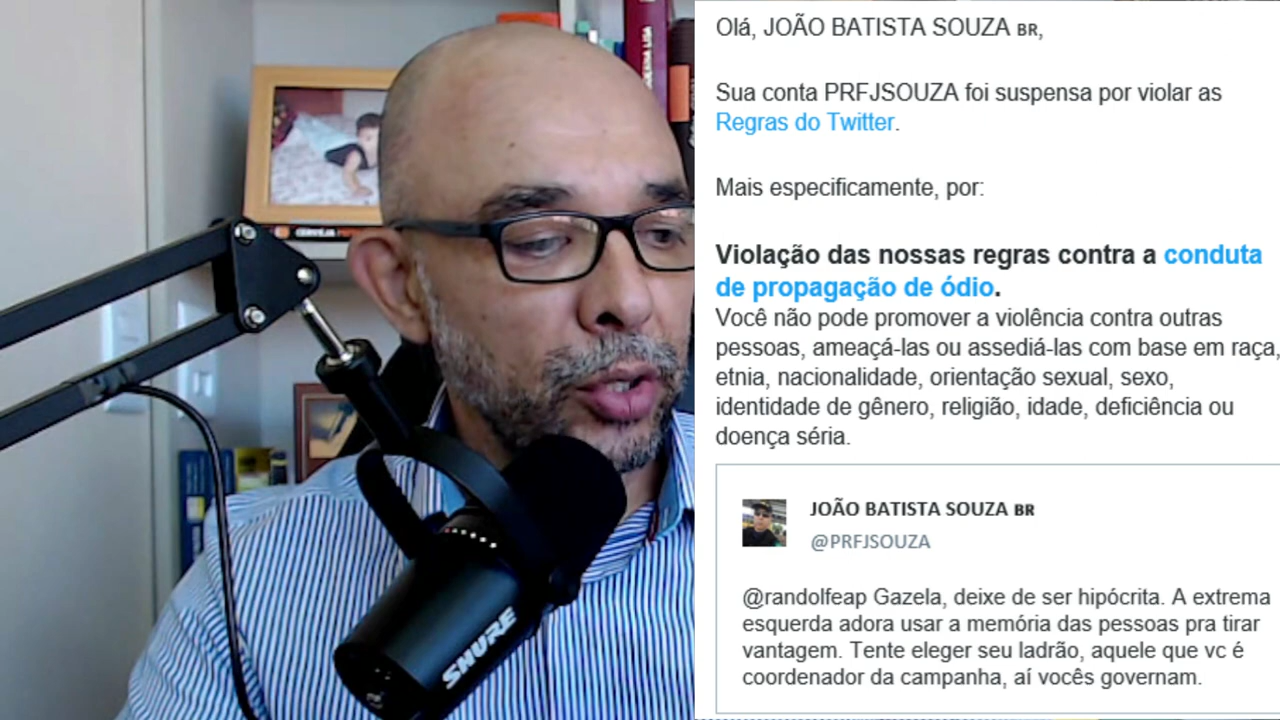 Olá, JOÃO BATISTA SOUZA BR,
Sua conta PRFJSOUZA foi suspensa por violar as
Regras do Twitter.
Mais especificamente, por:
Violação das nossas regras contra a conduta
de propagação de ódio.
Você não pode promover a violência contra outras
pessoas, ameaçá-las ou assediá-las com base em raça,
etnia, nacionalidade, orientação sexual, sexo,
identidade de gênero, religião, idade, deficiência ou
doença séria.
JOÃO BATISTA SOUZA BR
@PRFJSOUZA
@randolfeap Gazela, deixe de ser hipócrita. A extrema
esquerda adora usar a memória das pessoas pra tirar
vantagem. Tente eleger seu ladrão, aquele que vc é
coordenador da campanha, aí vocês governam.
SHURE
CERVEJA